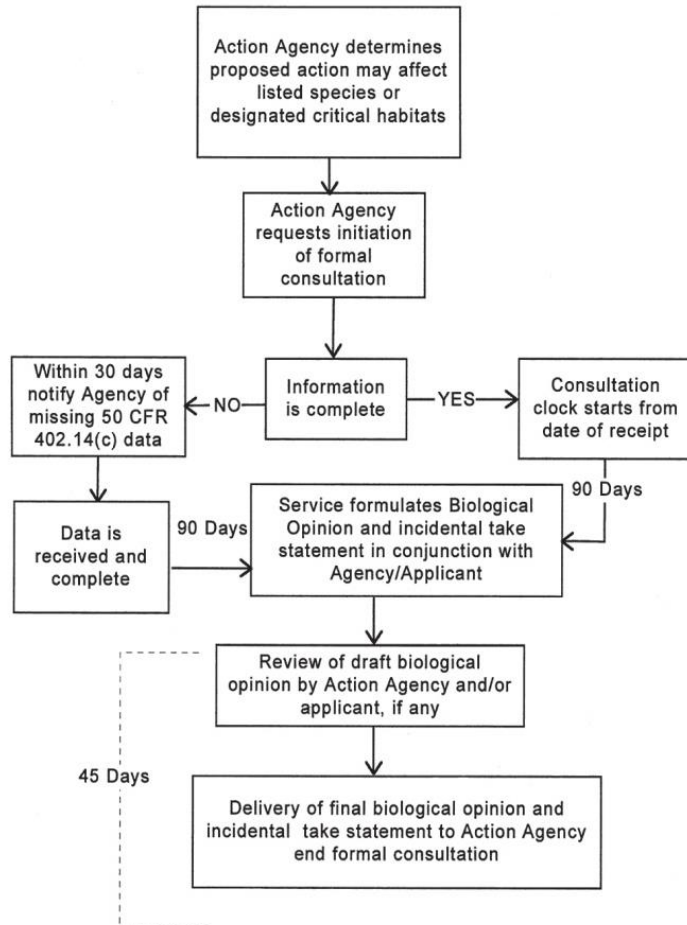 Action Agency determines
proposed action may affect
listed species or
designated critical habitats
Action Agency
requests initiation
of formal
consultation
Within 30 days
notify Agency of
missing 50 CFR
402.14(c) data
NO
Information
is complete
YES
Consultation
clock starts from
date of receipt
90 Days
Data is
received and
complete
90 Days
Service formulates Biological
Opinion and incidental take
statement in conjunction with
Agency/Applicant
Review of draft biological
opinion by Action Agency and/or
applicant, if any
45 Days
Delivery of final biological opinion and
incidental take statement to Action Agency
end formal consultation